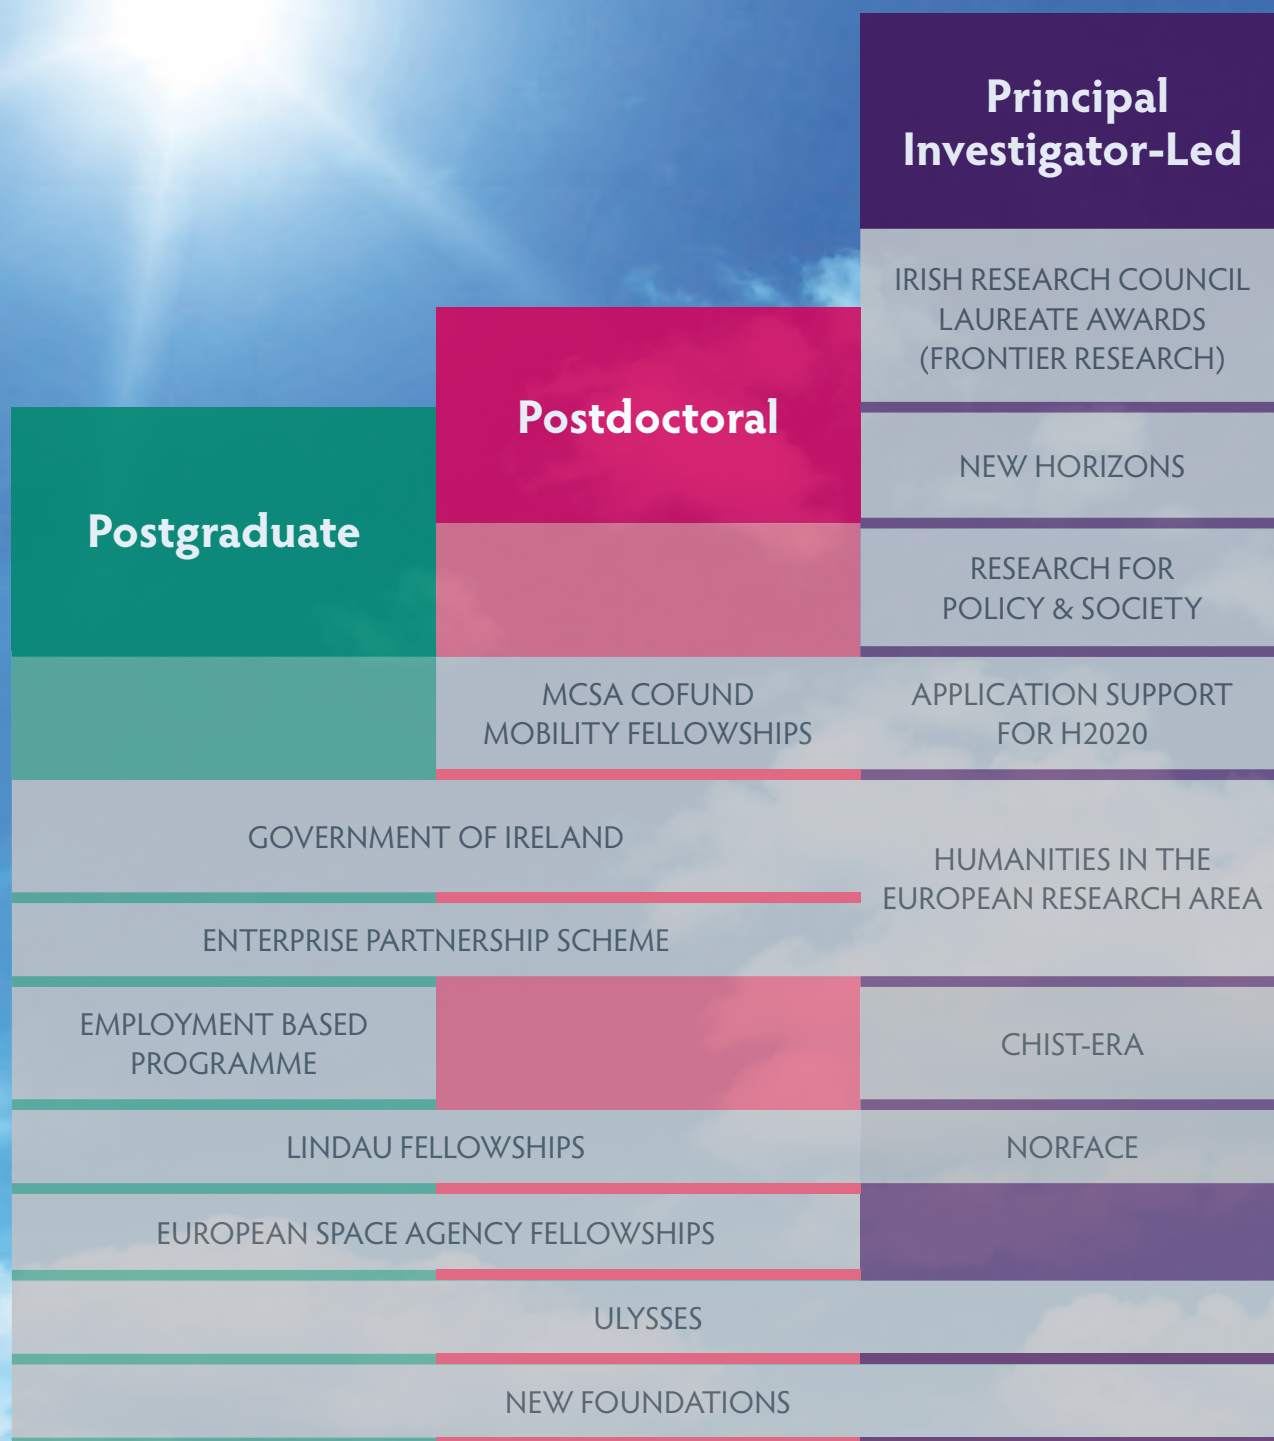 Principal
Investigator-Led
IRISH RESEARCH COUNCIL
LAUREATE AWARDS
(FRONTIER RESEARCH)
Postdoctoral
NEW HORIZONS
Postgraduate
RESEARCH FOR
POLICY & SOCIETY
MCSA COFUND
MOBILITY FELLOWSHIPS
APPLICATION SUPPORT
FOR H2020
GOVERNMENT OF IRELAND
HUMANITIES IN THE
EUROPEAN RESEARCH AREA
ENTERPRISE PARTNERSHIP SCHEME
EMPLOYMENT BASED
PROGRAMME
CHIST-ERA
LINDAU FELLOWSHIPS
NORFACE
EUROPEAN SPACE AGENCY FELLOWSHIPS
ULYSSES
NEW FOUNDATIONS